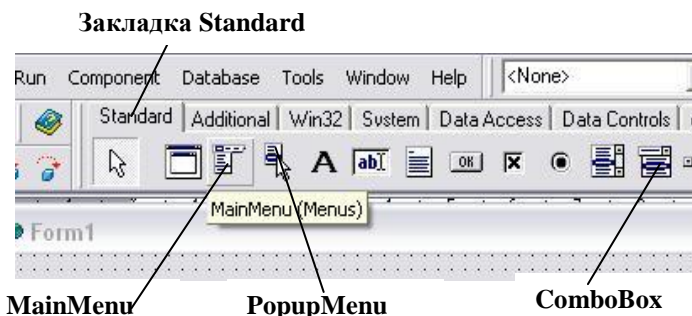 Закладка Standard
Run Component Database Tools Window Help <None>
Standard Additional Win32 System Data Access Data Controls
A ab OK
MainMenu (Menus)
Form1
MainMenu PopupMenu ComboBox